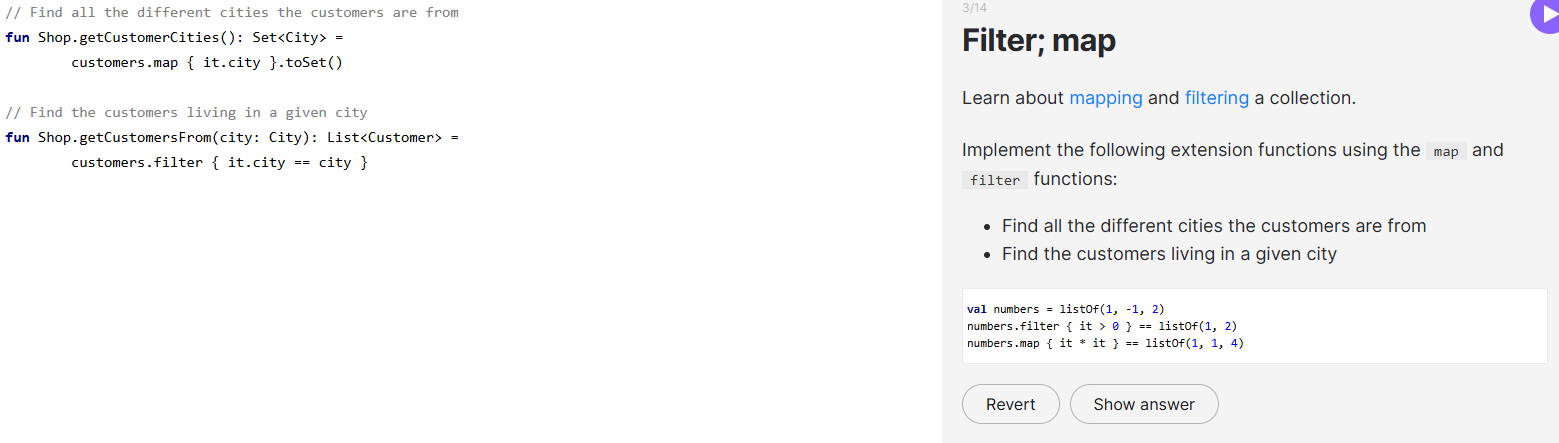 // Find all the different cities the customers are from
fun Shop.getCustomerCities(): Set<City> =
        customers.map { it.city }.toSet()
// Find the customers living in a given city
fun Shop.getCustomersFrom(city: City): List<Customer> =
        customers.filter { it.city == city }
3/14
Filter; map
Learn about mapping and filtering a collection.
Implement the following extension functions using the map and
filter functions:
• Find all the different cities the customers are from
• Find the customers living in a given city
val numbers = listOf(1, -1, 2)
numbers.filter { it > 0 } == listOf(1, 2)
numbers.map { it * it } == listOf(1, 1, 4)
Revert
Show answer